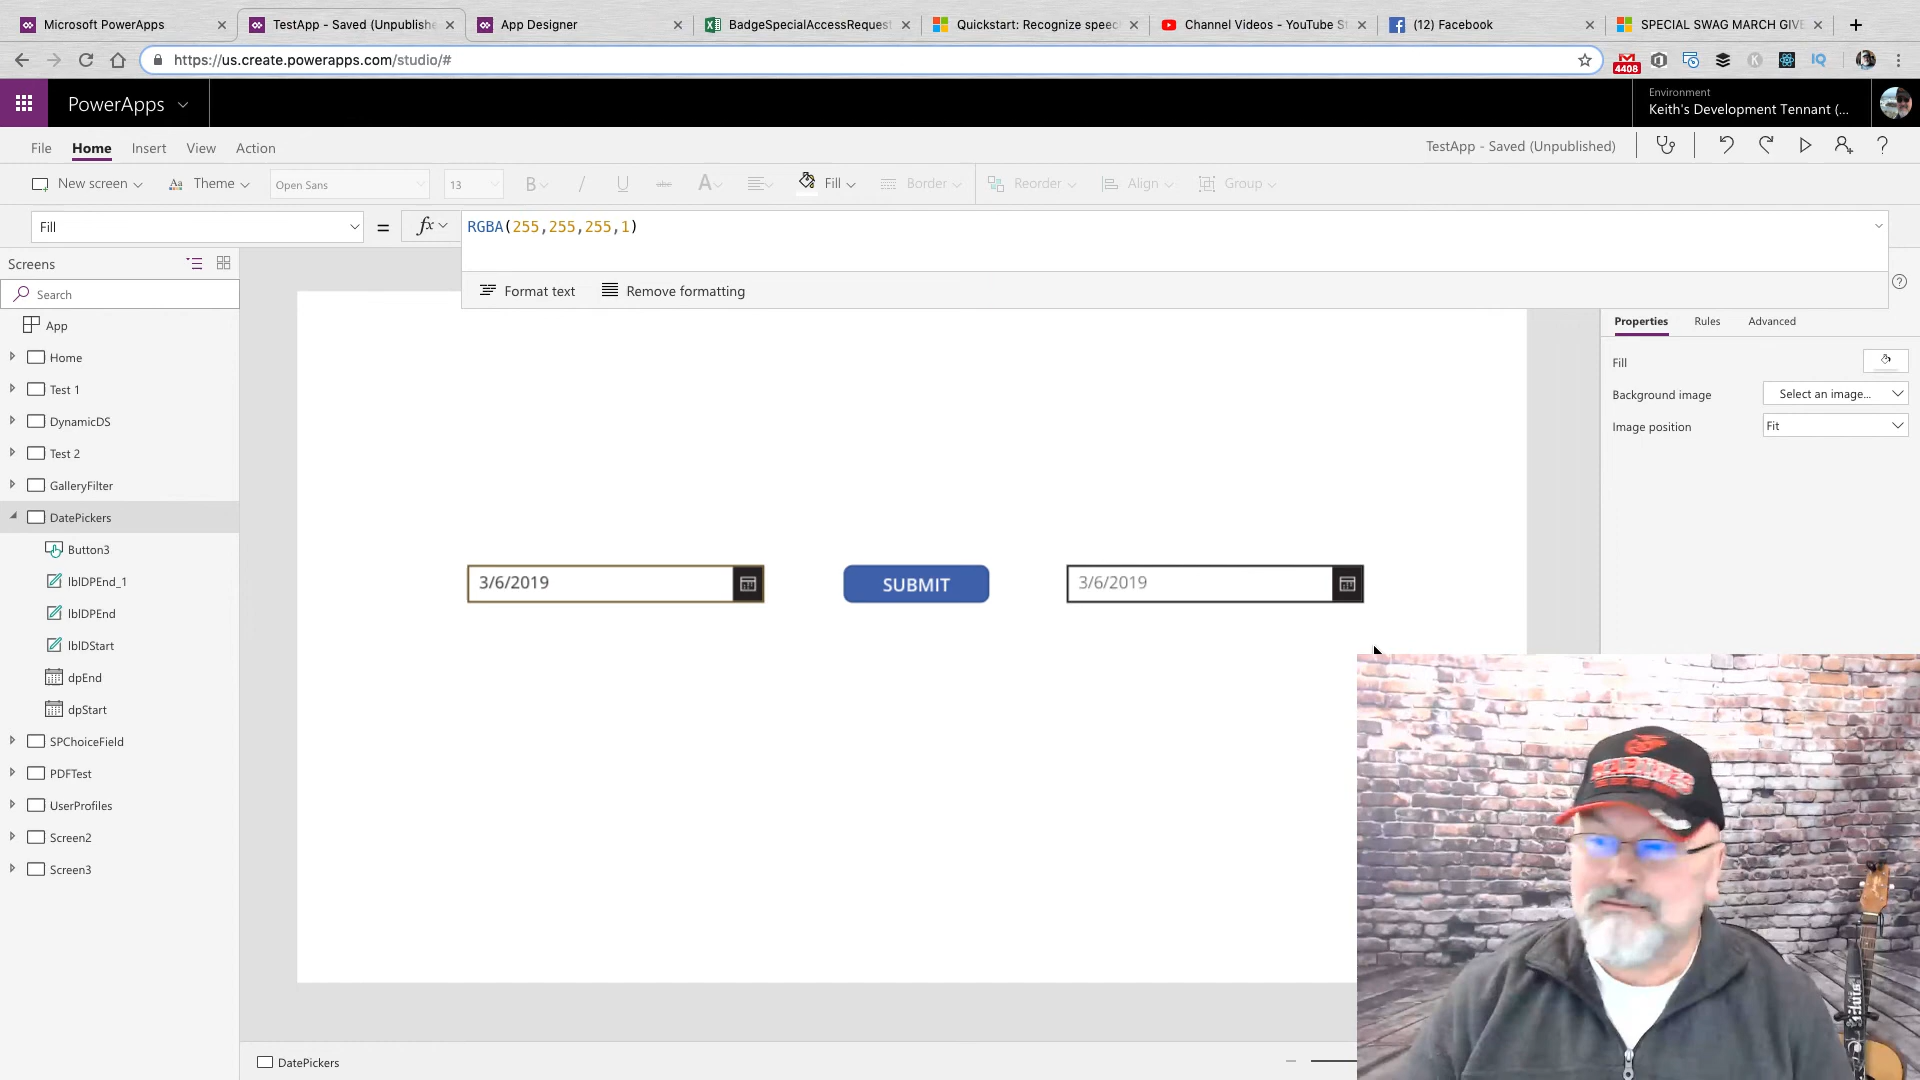 Microsoft PowerApps
TestApp - Saved (Unpublishe
App Designer
BadgeSpecialAccessRequest
Quickstart: Recognize speec
Channel Videos - YouTube St
(12) Facebook
SPECIAL SWAG MARCH GIVE
https://us.create.powerapps.com/studio/#
4408
IQ
PowerApps
Environment
Keith's Development Tennant (...
File
Home
Insert
View
Action
TestApp - Saved (Unpublished)
New screen
Theme
Open Sans
13
B
Fill
Border
Reorder
Align
Group
Fill
=
fx
RGBA(255,255,255,1)
Format text
Remove formatting
Screens
Search
App
Home
Test 1
DynamicDS
Test 2
GalleryFilter
DatePickers
Button3
lblDPEnd_1
lblDPEnd
lblDStart
dpEnd
dpStart
SPChoiceField
PDFTest
UserProfiles
Screen2
Screen3
3/6/2019
SUBMIT
3/6/2019
Properties
Rules
Advanced
Fill
Background image
Select an image...
Image position
Fit
DatePickers